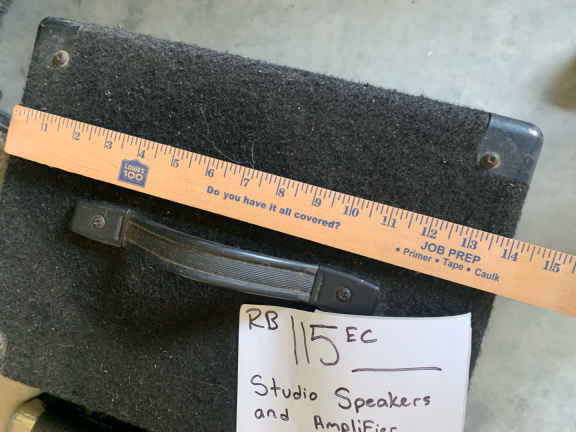 1 2 3 4 5 6 7 8 9 10 11 12 13 14 15
LOWE'S
100
Do you have it all covered?
JOB PREP
• Primer • Tape • Caulk
RB 115 EC
Studio Speakers
and Amplifier